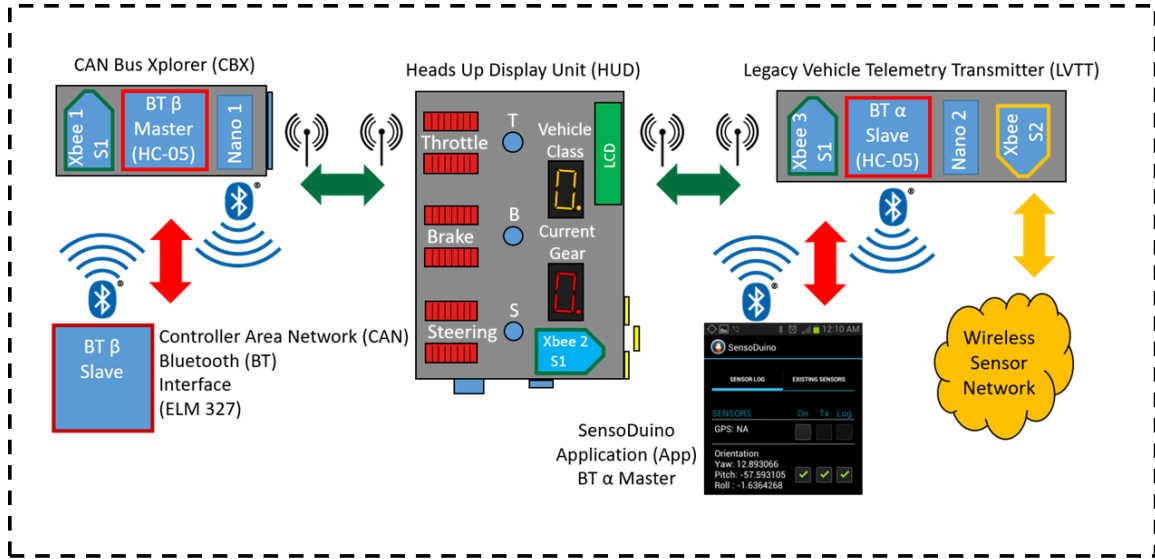 CAN Bus Xplorer (CBX)
Xbee 1
S1
BT β
Master
(HC-05)
Nano 1
BT β
Slave
Controller Area Network (CAN)
Bluetooth (BT)
Interface
(ELM 327)
Heads Up Display Unit (HUD)
Throttle
T
Vehicle
Class
0.
LCD
Brake
B
Current
Gear
0.
Steering
S
Xbee 2
S1
Legacy Vehicle Telemetry Transmitter (LVTT)
Xbee 3
S1
BT α
Slave
(HC-05)
Nano 2
Xbee
S2
SensoDuino
Application (App)
BT α Master
12:10 AM
SensoDuino
SENSOR LOG
EXISTING SENSORS
SENSORS On Tx Log
GPS: NA
Orientation
Yaw: 12.893066
Pitch: -57.593105
Roll : -1.6364268
Wireless
Sensor
Network